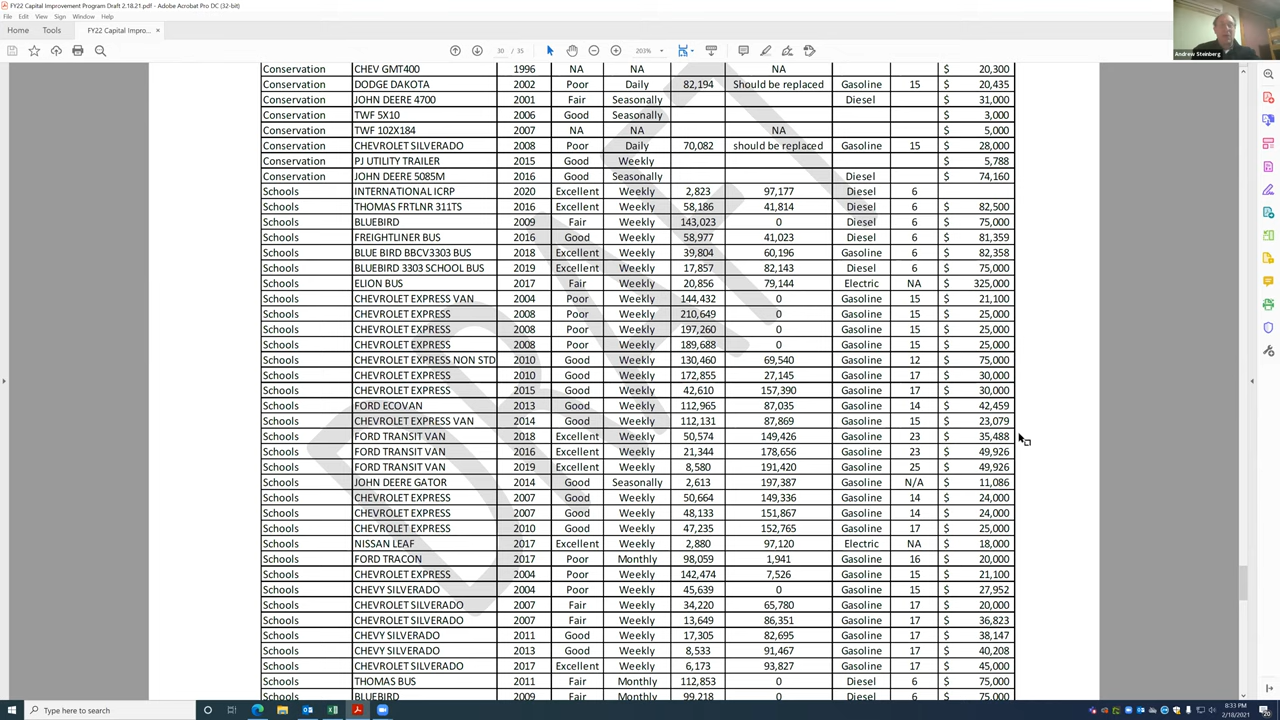 FY22 Capital Improvement Program Draft 2.18.21.pdf - Adobe Acrobat Pro DC (32-bit)
File Edit View Sign Window Help
Home Tools FY22 Capital Impro... ×
30 / 35 203%
Andrew Steinberg
Conservation CHEV GMT400 1996 NA NA NA $ 20,300
Conservation DODGE DAKOTA 2002 Poor Daily 82,194 Should be replaced Gasoline 15 $ 20,435
Conservation JOHN DEERE 4700 2001 Fair Seasonally Diesel $ 31,000
Conservation TWF 5X10 2006 Good Seasonally $ 3,000
Conservation TWF 102X184 2007 NA NA NA $ 5,000
Conservation CHEVROLET SILVERADO 2008 Poor Daily 70,082 should be replaced Gasoline 15 $ 28,000
Conservation PJ UTILITY TRAILER 2015 Good Weekly $ 5,788
Conservation JOHN DEERE 5085M 2016 Good Seasonally Diesel $ 74,160
Schools INTERNATIONAL ICRP 2020 Excellent Weekly 2,823 97,177 Diesel 6
Schools THOMAS FRTLNR 311TS 2016 Excellent Weekly 58,186 41,814 Diesel 6 $ 82,500
Schools BLUEBIRD 2009 Fair Weekly 143,023 0 Diesel 6 $ 75,000
Schools FREIGHTLINER BUS 2016 Good Weekly 58,977 41,023 Diesel 6 $ 81,359
Schools BLUE BIRD BBCV3303 BUS 2018 Excellent Weekly 39,804 60,196 Gasoline 6 $ 82,358
Schools BLUEBIRD 3303 SCHOOL BUS 2019 Excellent Weekly 17,857 82,143 Diesel 6 $ 75,000
Schools ELION BUS 2017 Fair Weekly 20,856 79,144 Electric NA $ 325,000
Schools CHEVROLET EXPRESS VAN 2004 Poor Weekly 144,432 0 Gasoline 15 $ 21,100
Schools CHEVROLET EXPRESS 2008 Poor Weekly 210,649 0 Gasoline 15 $ 25,000
Schools CHEVROLET EXPRESS 2008 Poor Weekly 197,260 0 Gasoline 15 $ 25,000
Schools CHEVROLET EXPRESS 2008 Poor Weekly 189,688 0 Gasoline 15 $ 25,000
Schools CHEVROLET EXPRESS NON STD 2010 Good Weekly 130,460 69,540 Gasoline 12 $ 75,000
Schools CHEVROLET EXPRESS 2010 Good Weekly 172,855 27,145 Gasoline 17 $ 30,000
Schools CHEVROLET EXPRESS 2015 Good Weekly 42,610 157,390 Gasoline 17 $ 30,000
Schools FORD ECOVAN 2013 Good Weekly 112,965 87,035 Gasoline 14 $ 42,459
Schools CHEVROLET EXPRESS VAN 2014 Good Weekly 112,131 87,869 Gasoline 15 $ 23,079
Schools FORD TRANSIT VAN 2018 Excellent Weekly 50,574 149,426 Gasoline 23 $ 35,488
Schools FORD TRANSIT VAN 2016 Excellent Weekly 21,344 178,656 Gasoline 23 $ 49,926
Schools FORD TRANSIT VAN 2019 Excellent Weekly 8,580 191,420 Gasoline 25 $ 49,926
Schools JOHN DEERE GATOR 2014 Good Seasonally 2,613 197,387 Gasoline N/A $ 11,086
Schools CHEVROLET EXPRESS 2007 Good Weekly 50,664 149,336 Gasoline 14 $ 24,000
Schools CHEVROLET EXPRESS 2007 Good Weekly 48,133 151,867 Gasoline 14 $ 24,000
Schools CHEVROLET EXPRESS 2010 Good Weekly 47,235 152,765 Gasoline 17 $ 25,000
Schools NISSAN LEAF 2017 Excellent Weekly 2,880 97,120 Electric NA $ 18,000
Schools FORD TRACON 2017 Poor Monthly 98,059 1,941 Gasoline 16 $ 20,000
Schools CHEVROLET EXPRESS 2004 Poor Weekly 142,474 7,526 Gasoline 15 $ 21,100
Schools CHEVY SILVERADO 2004 Poor Weekly 45,639 0 Gasoline 15 $ 27,952
Schools CHEVROLET SILVERADO 2007 Fair Weekly 34,220 65,780 Gasoline 17 $ 20,000
Schools CHEVROLET SILVERADO 2007 Fair Weekly 13,649 86,351 Gasoline 17 $ 36,823
Schools CHEVY SILVERADO 2011 Good Weekly 17,305 82,695 Gasoline 17 $ 38,147
Schools CHEVY SILVERADO 2013 Good Weekly 8,533 91,467 Gasoline 17 $ 40,208
Schools CHEVROLET SILVERADO 2017 Excellent Weekly 6,173 93,827 Gasoline 17 $ 45,000
Schools THOMAS BUS 2011 Fair Monthly 112,853 0 Diesel 6 $ 75,000
Schools BLUEBIRD 2009 Fair Monthly 99,218 0 Diesel 6 $ 75,000
DRAFT
Type here to search
8:33 PM
2/18/2021
20